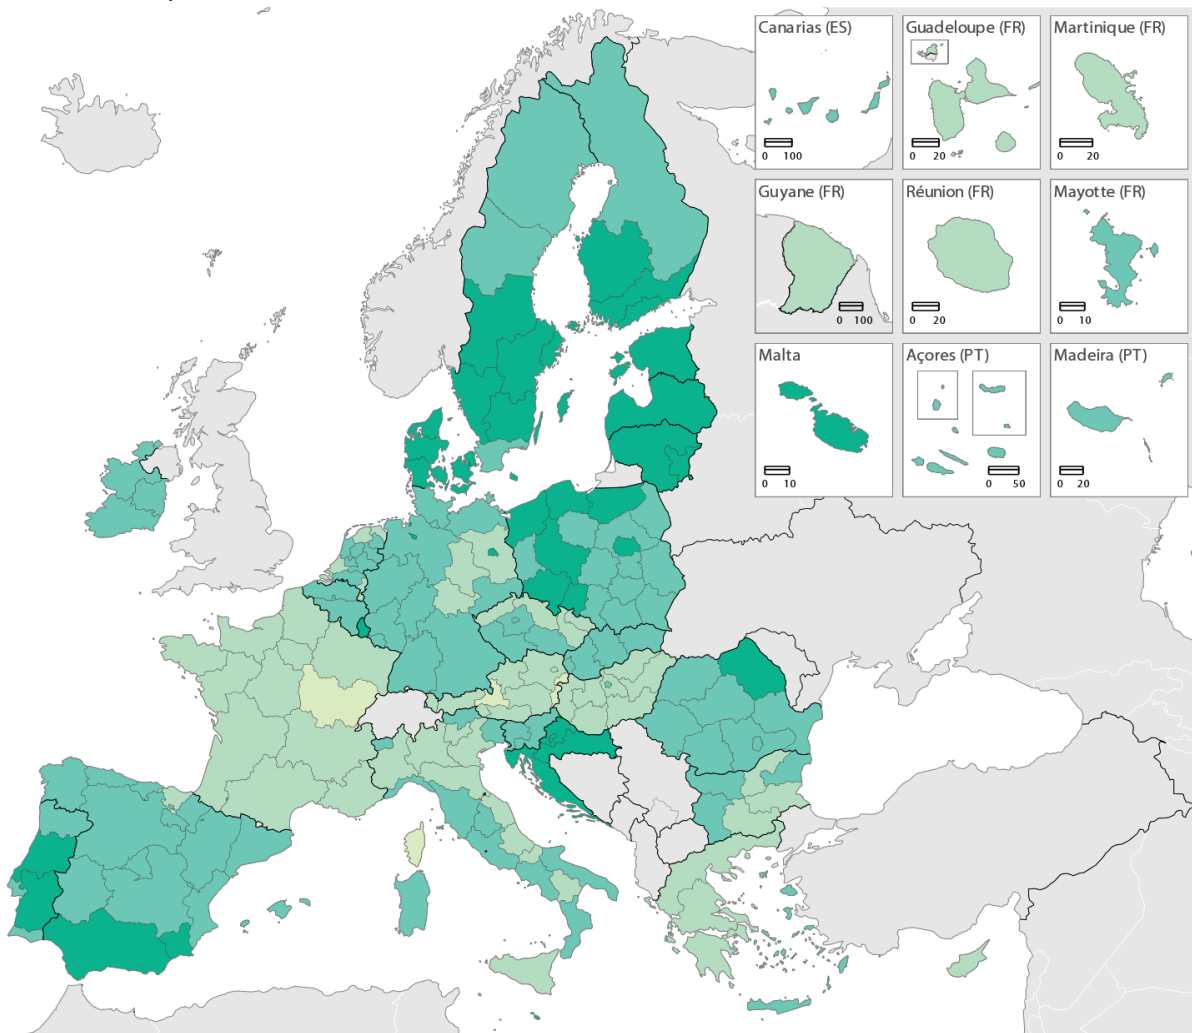 Canarias (ES)
0 100
Guadeloupe (FR)
0 20
Martinique (FR)
0 20
Guyane (FR)
0 100
Réunion (FR)
0 20
Mayotte (FR)
0 10
Malta
0 10
Açores (PT)
0 50
Madeira (PT)
0 20